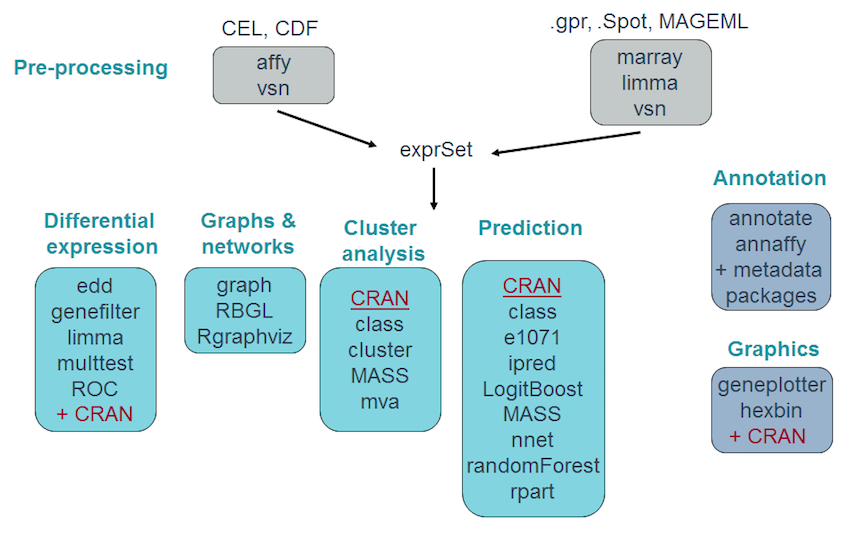 CEL, CDF
.gpr, .Spot, MAGEML
Pre-processing
affy
vsn
marray
limma
vsn
exprSet
Differential
expression
edd
genefilter
limma
multtest
ROC
+ CRAN
Graphs &
networks
graph
RBGL
Rgraphviz
Cluster
analysis
CRAN
class
cluster
MASS
mva
Prediction
CRAN
class
e1071
ipred
LogitBoost
MASS
nnet
randomForest
rpart
Annotation
annotate
annaffy
+ metadata
packages
Graphics
geneplotter
hexbin
+ CRAN